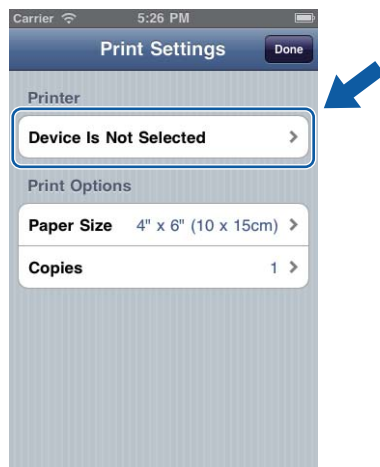 Carrier 5:26 PM
Print Settings Done
Printer
Device Is Not Selected
Print Options
Paper Size 4" x 6" (10 x 15cm)
Copies 1